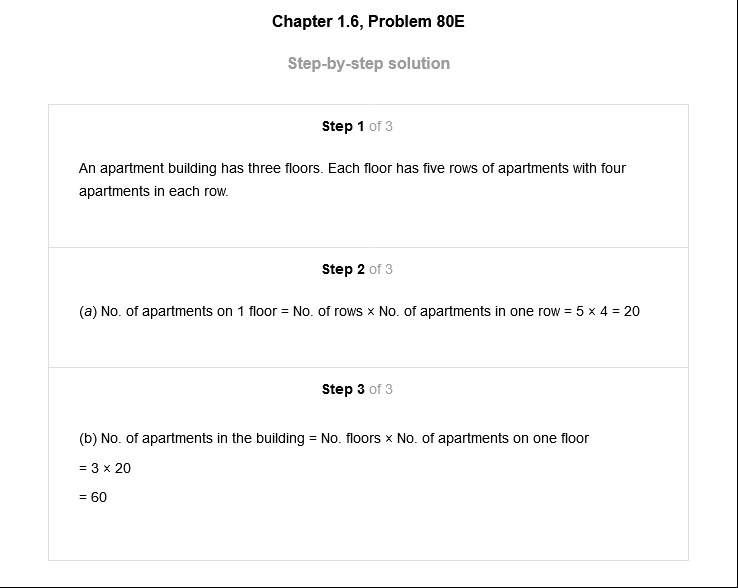 Chapter 1.6, Problem 80E
Step-by-step solution
Step 1 of 3
An apartment building has three floors. Each floor has five rows of apartments with four
apartments in each row.
Step 2 of 3
(a) No. of apartments on 1 floor = No. of rows × No. of apartments in one row = 5 × 4 = 20
Step 3 of 3
(b) No. of apartments in the building = No. floors × No. of apartments on one floor
= 3 × 20
= 60